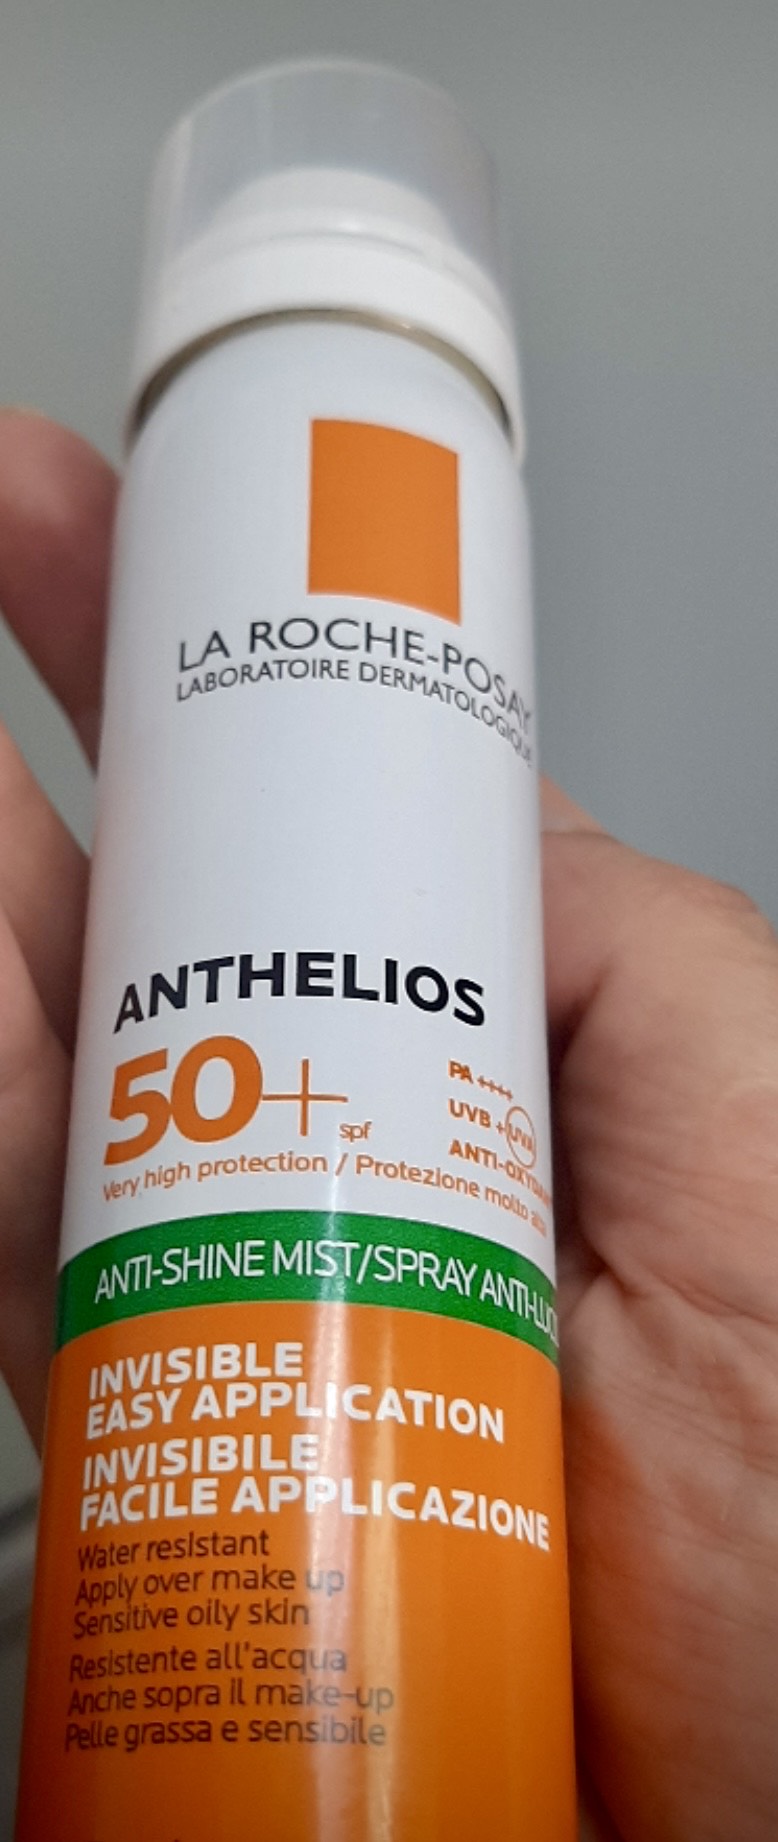 LA ROCHE-POSAY
LABORATOIRE DERMATOLOGIQUE
ANTHELIOS
50+ spf
PA ++++
UVB + UVA
Very high protection / Protezione molto alta
ANTI-SHINE MIST/SPRAY
INVISIBLE
EASY APPLICATION
INVISIBILE
FACILE APPLICAZIONE
Water resistant
Apply over make up
Sensitive oily skin
Resistente all'acqua
Anche sopra il make-up
Pelle grassa e sensibile